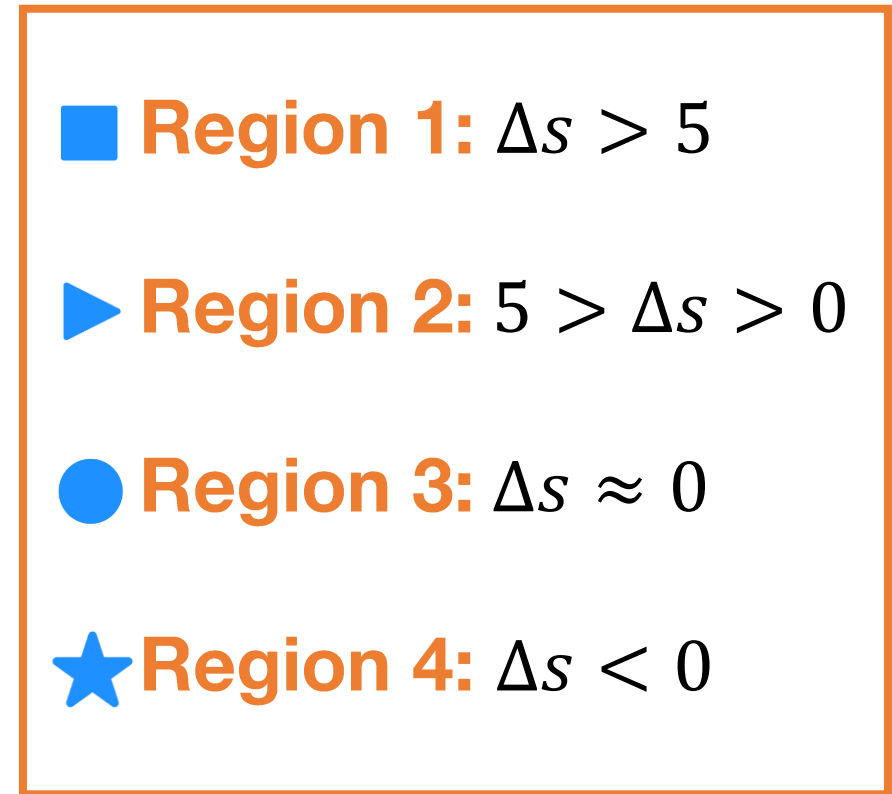 Region 1: Δs > 5
Region 2: 5 > Δs > 0
Region 3: Δs ≈ 0
Region 4: Δs < 0